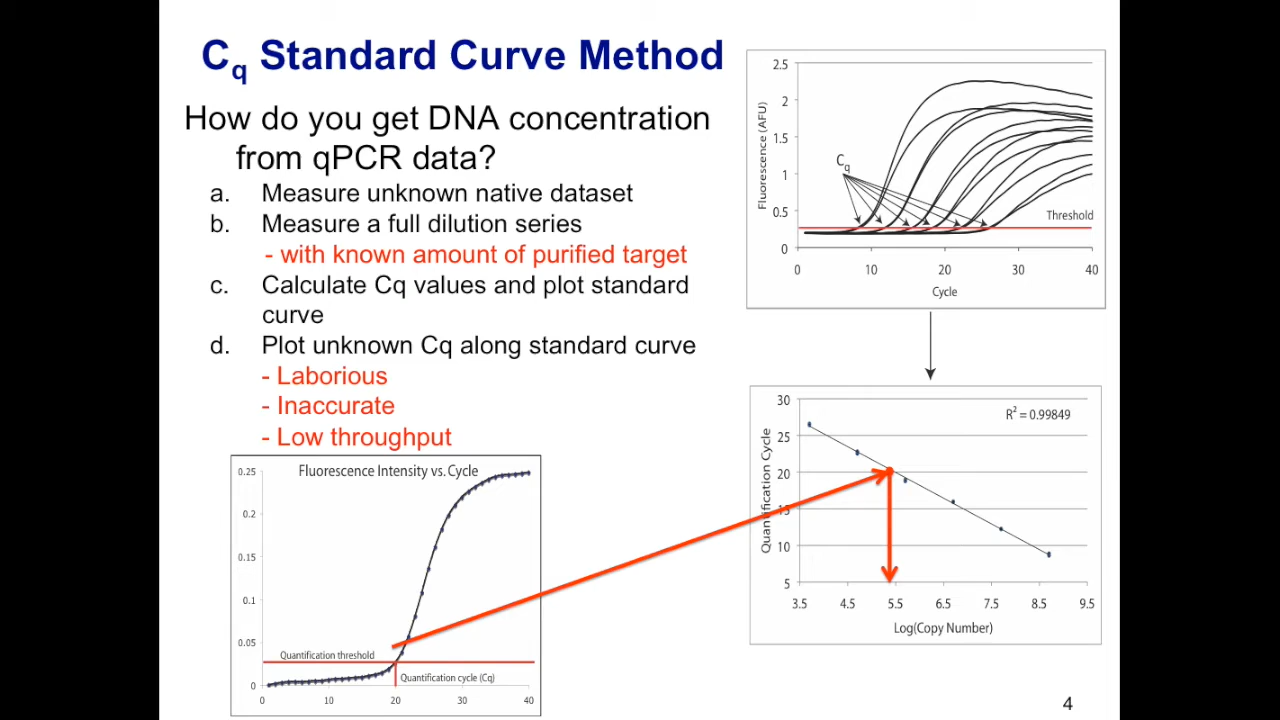 Cq Standard Curve Method
How do you get DNA concentration
from qPCR data?
a. Measure unknown native dataset
b. Measure a full dilution series
- with known amount of purified target
c. Calculate Cq values and plot standard
curve
d. Plot unknown Cq along standard curve
- Laborious
- Inaccurate
- Low throughput
Fluorescence Intensity vs. Cycle
0.25
0.2
0.15
0.1
0.05
0
Quantification threshold
Quantification cycle (Cq)
0 10 20 30 40
Fluorescence (AFU)
2.5
2
1.5
1
0.5
0
Cq
Threshold
0 10 20 30 40
Cycle
Quantification Cycle
30
25
20
15
10
5
R² = 0.99849
3.5 4.5 5.5 6.5 7.5 8.5 9.5
Log(Copy Number)
4